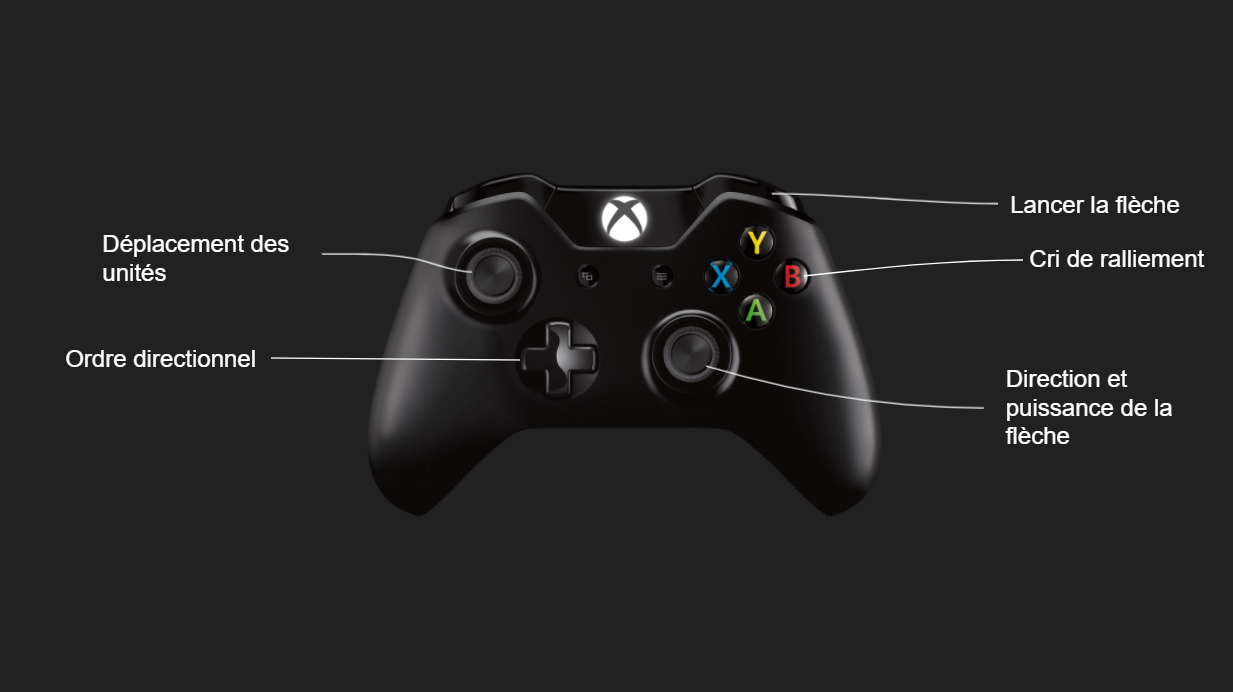 Déplacement des
unités
Ordre directionnel
Lancer la flèche
Cri de ralliement
Direction et
puissance de la
flèche
Y
X
B
A